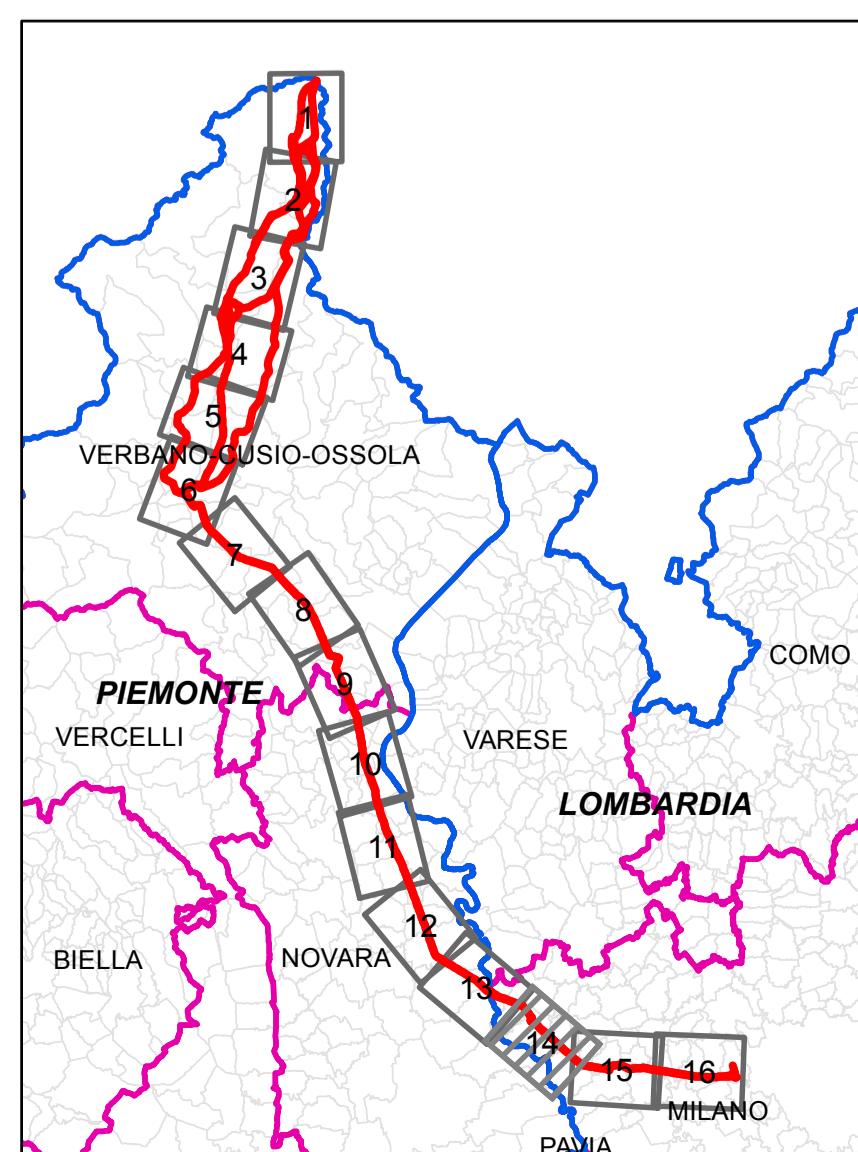 1
2
3
4
5
VERBANO-CUSIO-OSSOLA
6
7
8
COMO
9
PIEMONTE
VERCELLI
VARESE
10
LOMBARDIA
11
12
NOVARA
BIELLA
13
14
15
16
MILANO
PAVIA